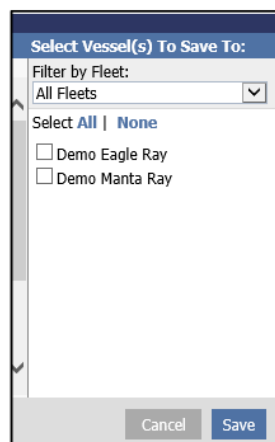 Select Vessel(s) To Save To:
Filter by Fleet:
All Fleets
Select All | None
Demo Eagle Ray
Demo Manta Ray
Cancel Save